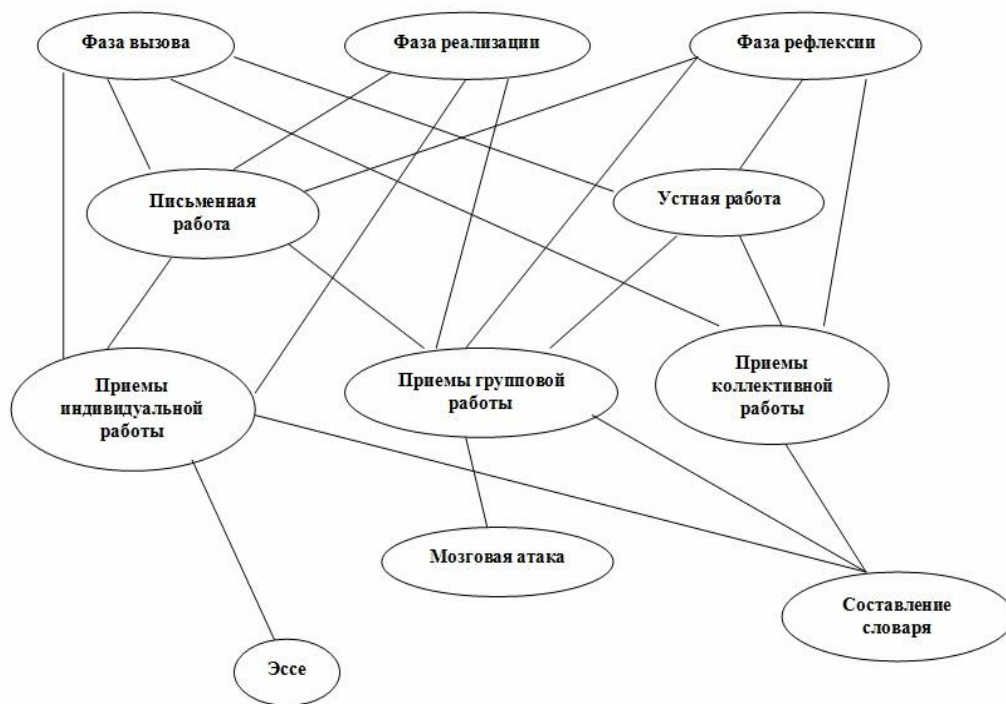 Фаза вызова
Фаза реализации
Фаза рефлексии
Письменная
работа
Устная работа
Приемы
индивидуальной
работы
Приемы групповой
работы
Приемы
коллективной
работы
Мозговая атака
Составление
словаря
Эссе